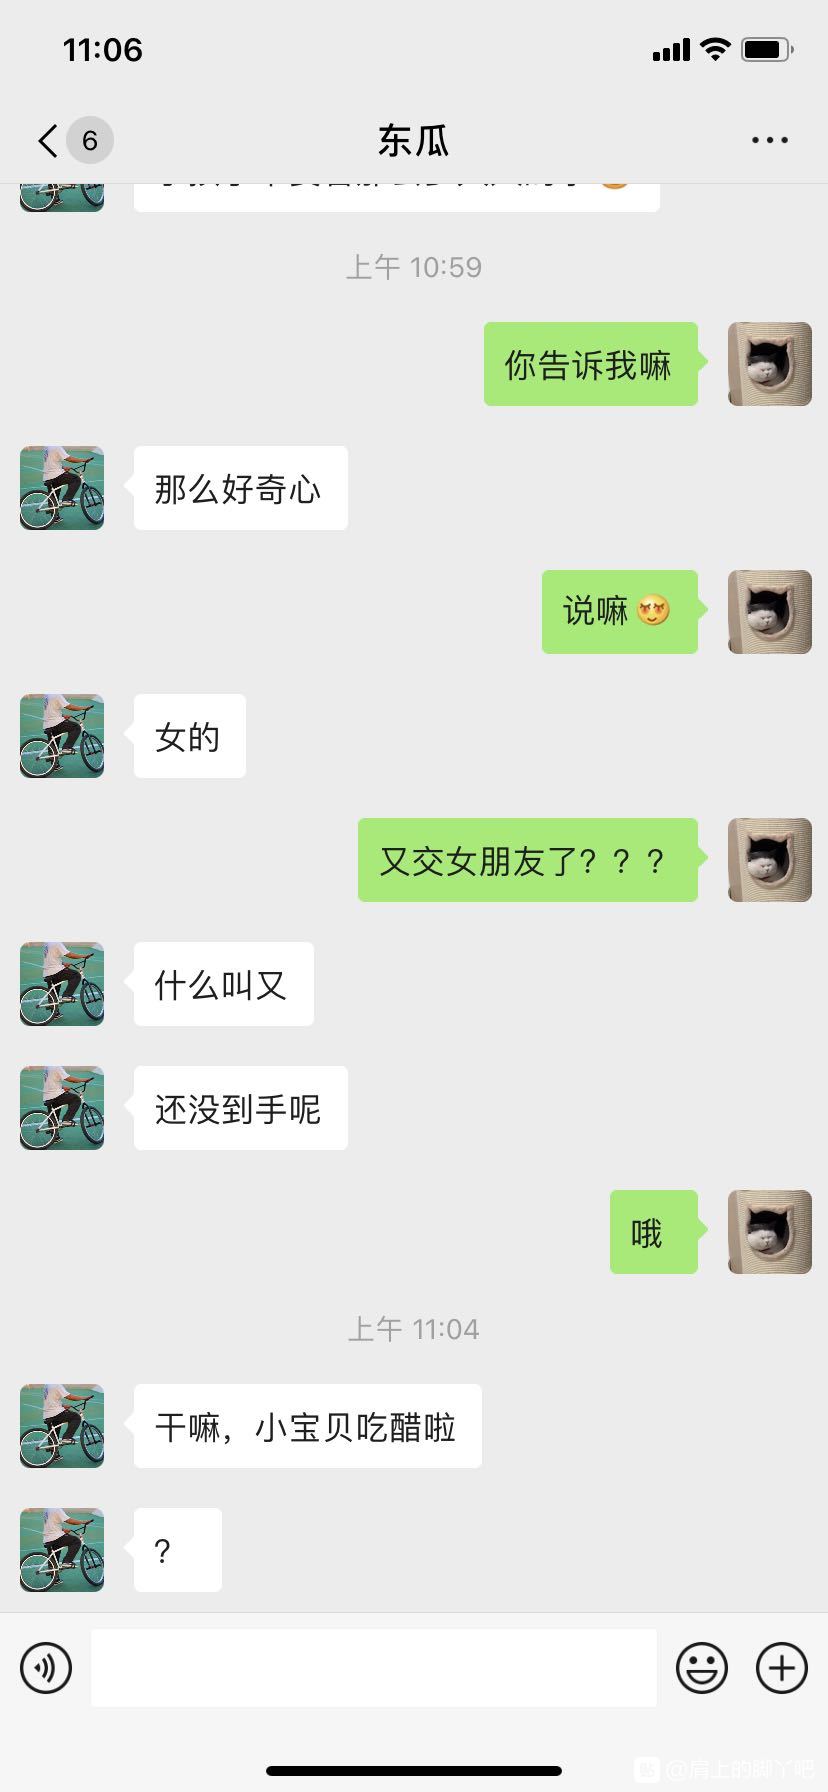 11:06
6
东瓜
上午 10:59
你告诉我嘛
那么好奇心
说嘛
女的
又交女朋友了？？？
什么叫又
还没到手呢
哦
上午 11:04
干嘛，小宝贝吃醋啦
？
贴 @肩上的脚丫吧